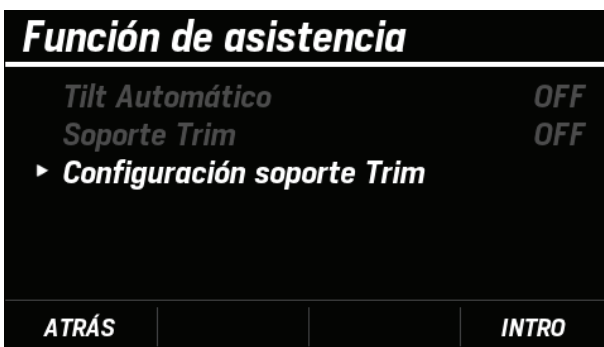 Función de asistencia
Tilt Automático OFF
Soporte Trim OFF
Configuración soporte Trim
ATRÁS INTRO